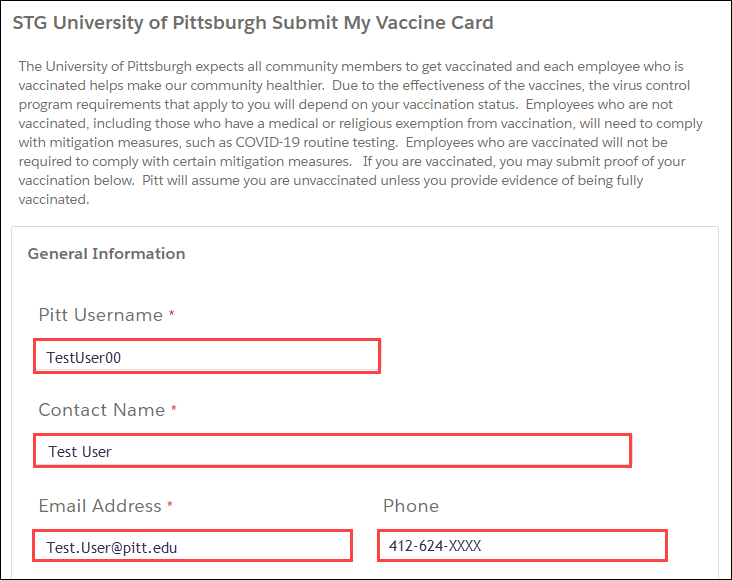 STG University of Pittsburgh Submit My Vaccine Card
The University of Pittsburgh expects all community members to get vaccinated and each employee who is
vaccinated helps make our community healthier. Due to the effectiveness of the vaccines, the virus control
program requirements that apply to you will depend on your vaccination status. Employees who are not
vaccinated, including those who have a medical or religious exemption from vaccination, will need to comply
with mitigation measures, such as COVID-19 routine testing. Employees who are vaccinated will not be
required to comply with certain mitigation measures. If you are vaccinated, you may submit proof of your
vaccination below. Pitt will assume you are unvaccinated unless you provide evidence of being fully
vaccinated.
General Information
Pitt Username *
TestUser00
Contact Name *
Test User
Email Address * Phone
Test.User@pitt.edu 412-624-XXXX